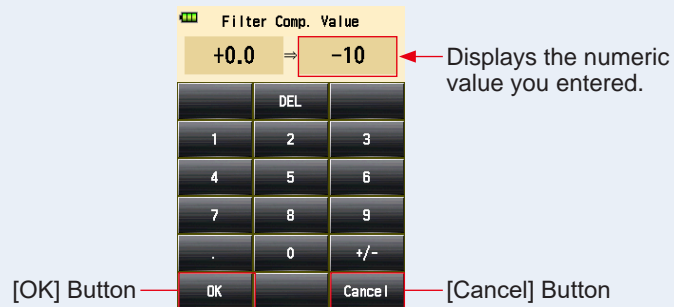 Filter Comp. Value
+0.0 ⇒ −10
Displays the numeric
value you entered.
DEL
1 2 3
4 5 6
7 8 9
. 0 +/−
[OK] Button
OK Cancel
[Cancel] Button